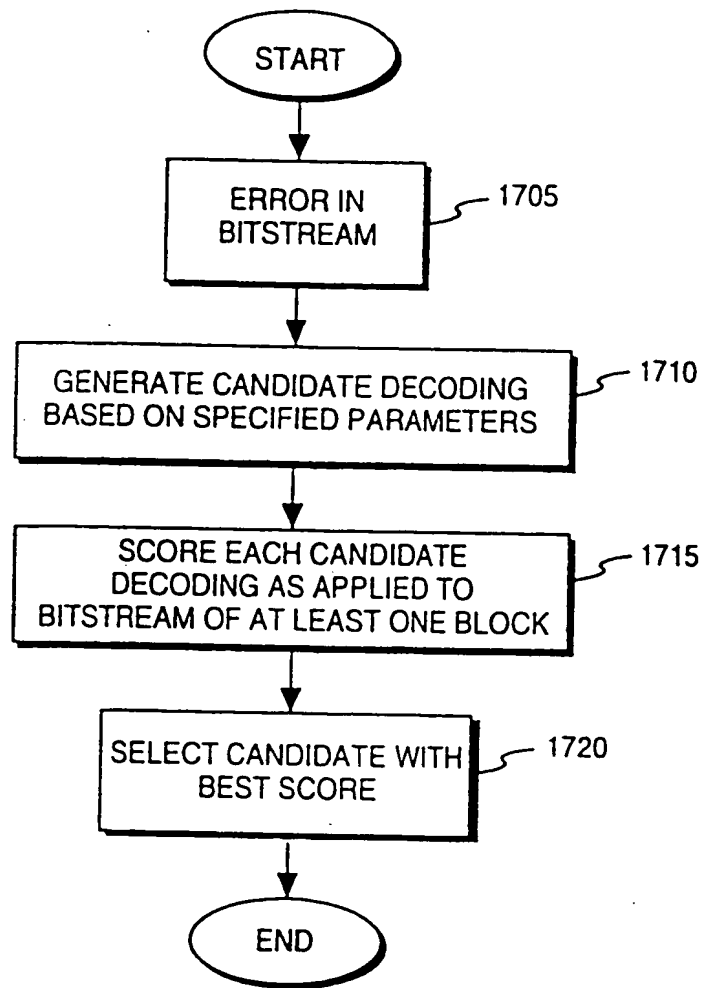 START
ERROR IN
BITSTREAM
1705
GENERATE CANDIDATE DECODING
BASED ON SPECIFIED PARAMETERS
1710
SCORE EACH CANDIDATE
DECODING AS APPLIED TO
BITSTREAM OF AT LEAST ONE BLOCK
1715
SELECT CANDIDATE WITH
BEST SCORE
1720
END